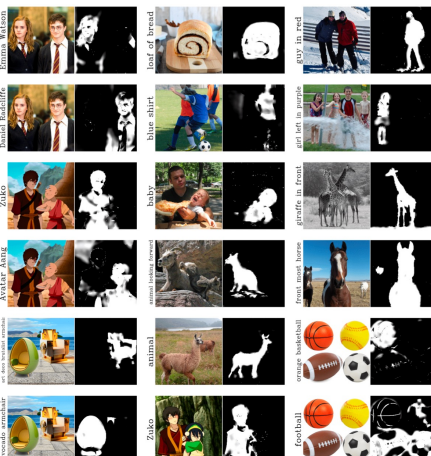 Emma Watson
loaf of bread
guy in red
Daniel Radcliffe
blue shirt
girl left in purple
Zuko
baby
giraffe in front
Avatar Aang
animal looking forward
front most horse
art deco brutalist armchair
animal
orange basketball
vocado armchair
Zuko
football